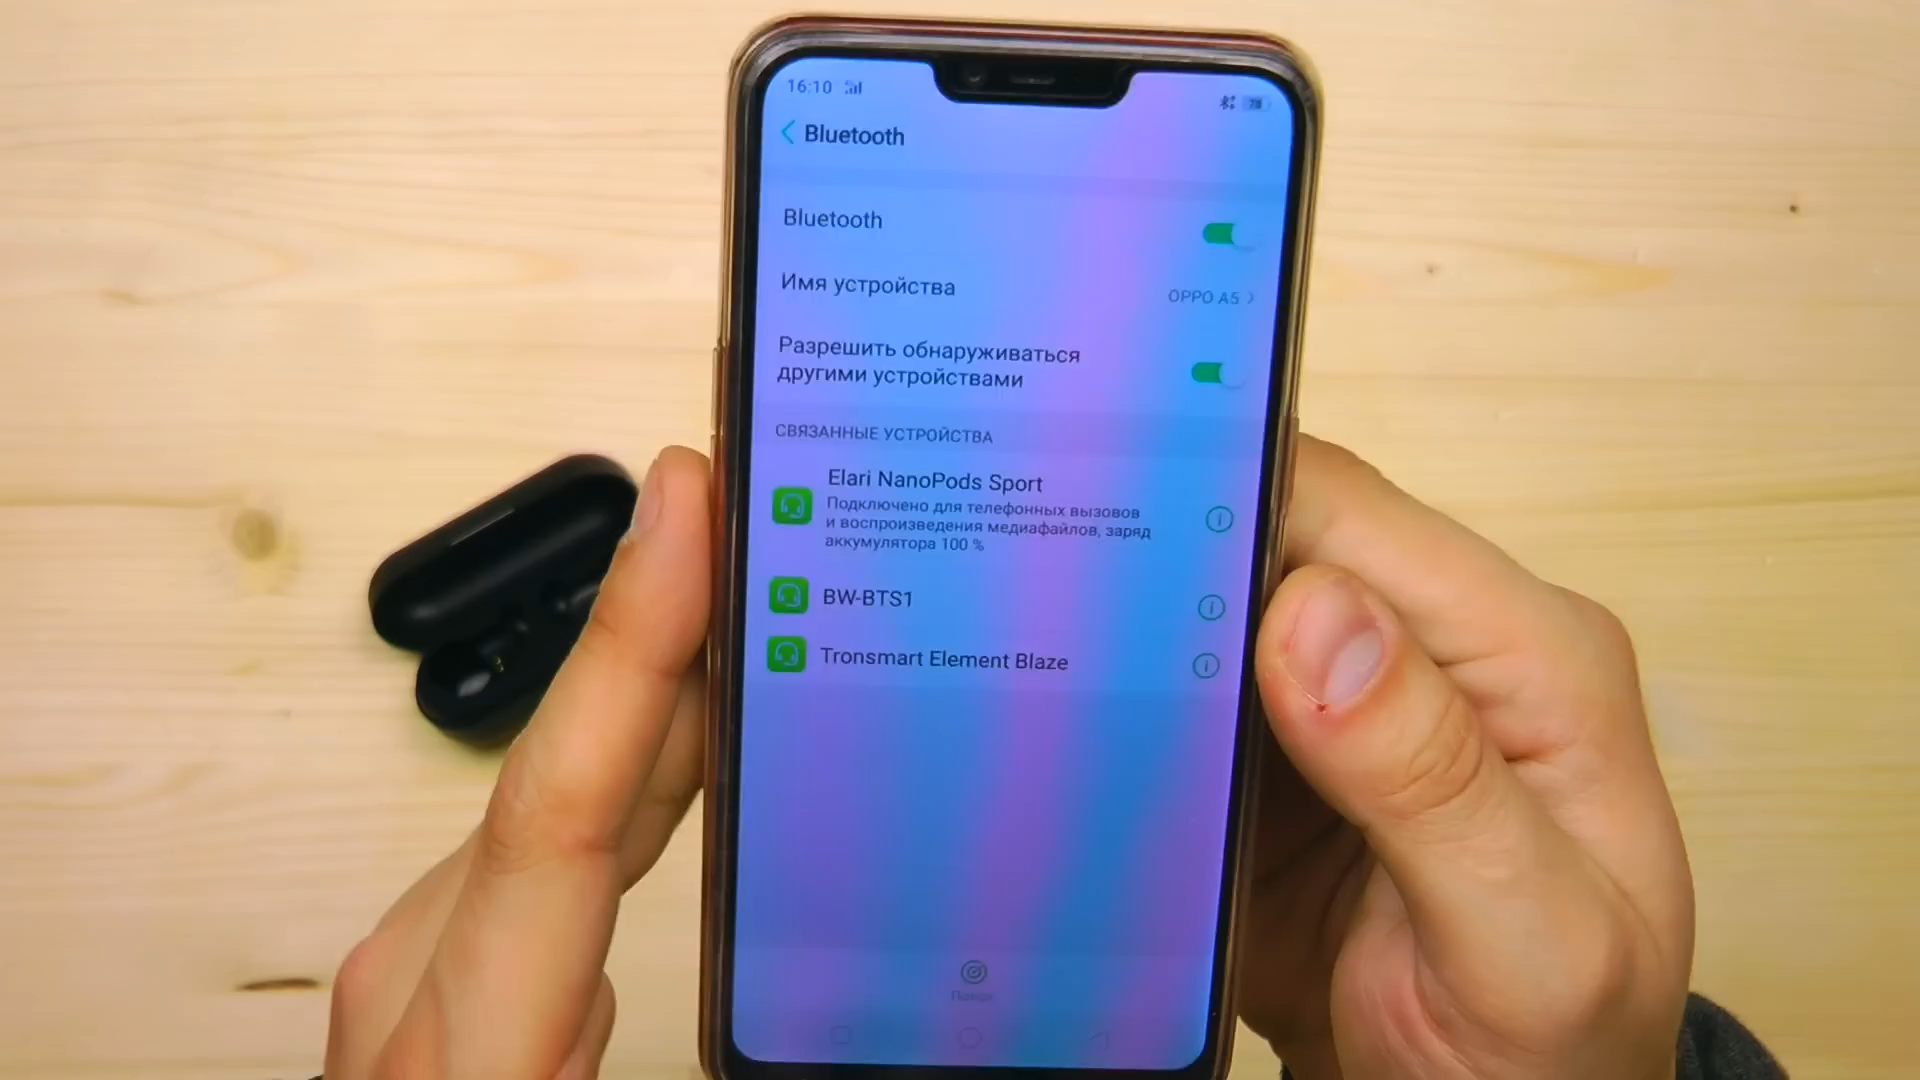 16:10
78
Bluetooth
Bluetooth
Имя устройства
OPPO A5
Разрешить обнаруживаться
другими устройствами
СВЯЗАННЫЕ УСТРОЙСТВА
Elari NanoPods Sport
Подключено для телефонных вызовов
и воспроизведения медиафайлов, заряд
аккумулятора 100 %
BW-BTS1
Tronsmart Element Blaze